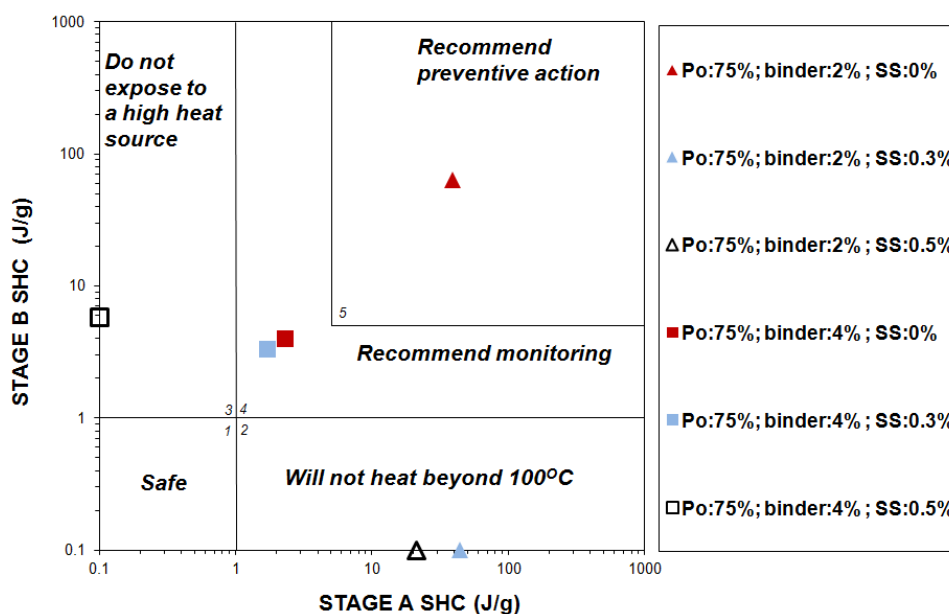 1000
100
10
1
0.1
STAGE B SHC (J/g)
Do not
expose to
a high heat
source
Recommend
preventive action
5
Recommend monitoring
3 4
1 2
Safe
Will not heat beyond 100ᴼC
0.1 1 10 100 1000
STAGE A SHC (J/g)
Po:75%; binder:2% ; SS:0%
Po:75%; binder:2% ; SS:0.3%
Po:75%; binder:2% ; SS:0.5%
Po:75%; binder:4% ; SS:0%
Po:75%; binder:4% ; SS:0.3%
Po:75%; binder:4% ; SS:0.5%